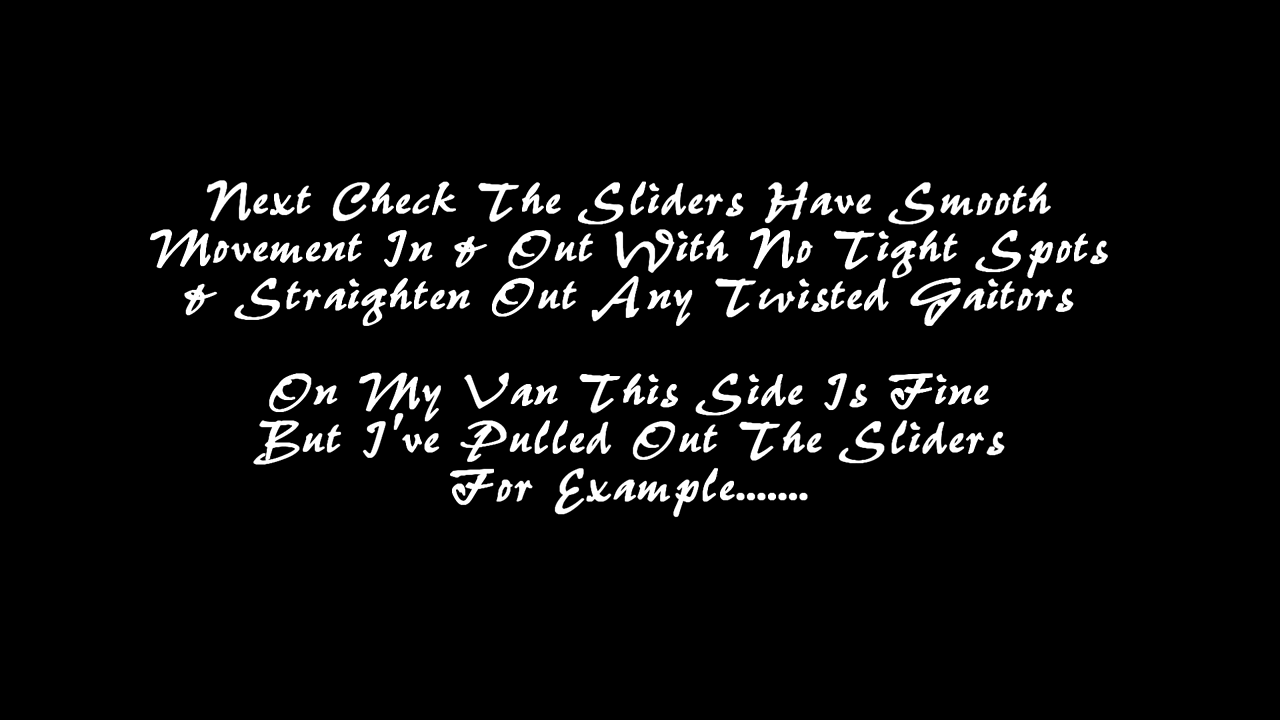 Next Check The Sliders Have Smooth
Movement In & Out With No Tight Spots
& Straighten Out Any Twisted Gaitors
On My Van This Side Is Fine
But I've Pulled Out The Sliders
For Example.......